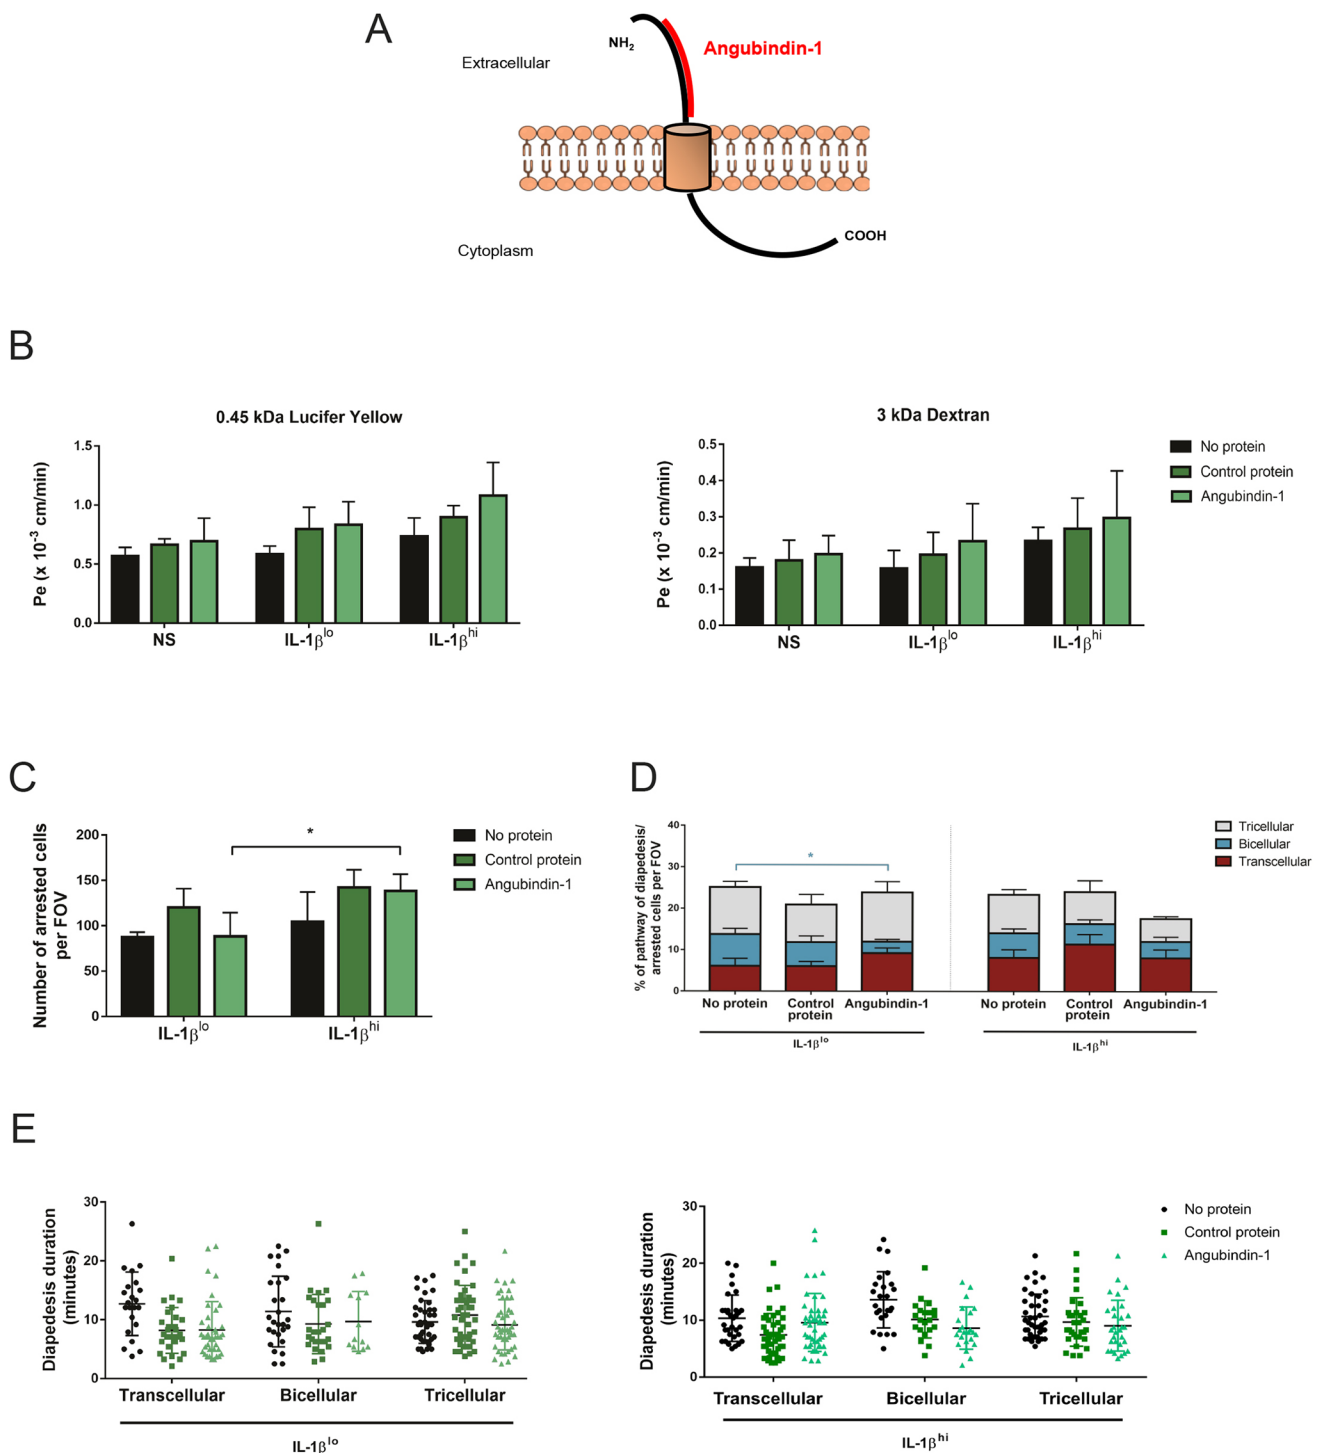 A
NH2
Angubindin-1
Extracellular
COOH
Cytoplasm
B
0.45 kDa Lucifer Yellow
Pe (x 10-3 cm/min)
1.5
1.0
0.5
0.0
NS
IL-1βlo
IL-1βhi
3 kDa Dextran
Pe (x 10-3 cm/min)
0.5
0.4
0.3
0.2
0.1
0.0
NS
IL-1βlo
IL-1βhi
No protein
Control protein
Angubindin-1
C
Number of arrested cells
per FOV
200
150
100
50
0
*
IL-1βlo
IL-1βhi
No protein
Control protein
Angubindin-1
D
% of pathway of diapedesis/
arrested cells per FOV
40
30
20
10
0
*
No protein
Control
protein
Angubindin-1
IL-1βlo
No protein
Control
protein
Angubindin-1
IL-1βhi
Tricellular
Bicellular
Transcellular
E
Diapedesis duration
(minutes)
30
20
10
0
Transcellular
Bicellular
Tricellular
IL-1βlo
Diapedesis duration
(minutes)
30
20
10
0
Transcellular
Bicellular
Tricellular
IL-1βhi
No protein
Control protein
Angubindin-1